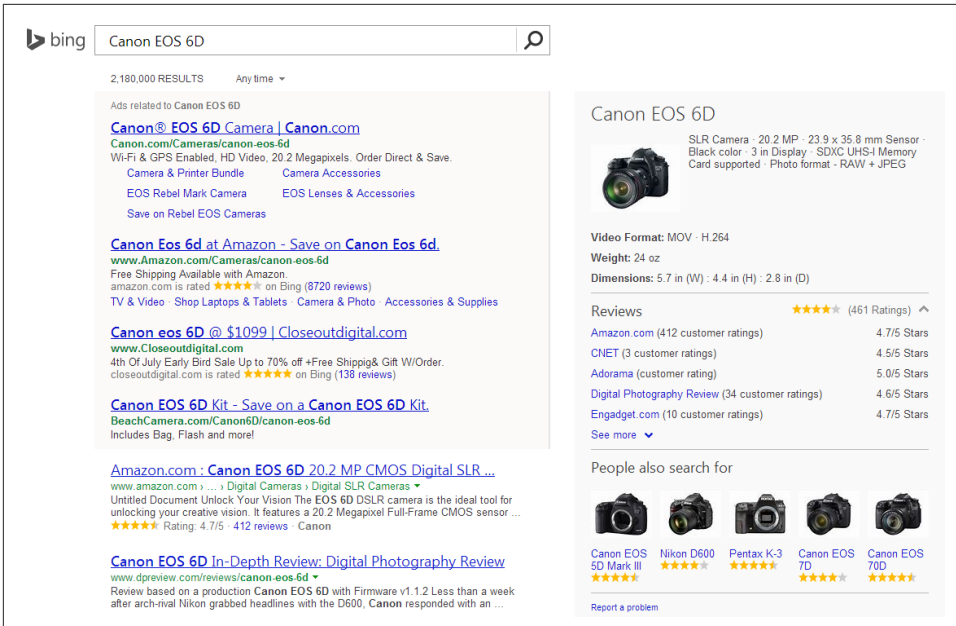 bing
Canon EOS 6D
2,180,000 RESULTS Any time
Ads related to Canon EOS 6D
Canon® EOS 6D Camera | Canon.com
Canon.com/Cameras/canon-eos-6d
Wi-Fi & GPS Enabled, HD Video, 20.2 Megapixels. Order Direct & Save.
Camera & Printer Bundle Camera Accessories
EOS Rebel Mark Camera EOS Lenses & Accessories
Save on Rebel EOS Cameras
Canon Eos 6d at Amazon - Save on Canon Eos 6d.
www.Amazon.com/Cameras/canon-eos-6d
Free Shipping Available with Amazon.
amazon.com is rated ★★★★★ on Bing (8720 reviews)
TV & Video · Shop Laptops & Tablets · Camera & Photo · Accessories & Supplies
Canon eos 6D @ $1099 | Closeoutdigital.com
www.Closeoutdigital.com
4th Of July Early Bird Sale Up to 70% off +Free Shippig& Gift W/Order.
closeoutdigital.com is rated ★★★★★ on Bing (138 reviews)
Canon EOS 6D Kit - Save on a Canon EOS 6D Kit.
BeachCamera.com/Canon6D/canon-eos-6d
Includes Bag, Flash and more!
Amazon.com : Canon EOS 6D 20.2 MP CMOS Digital SLR ...
www.amazon.com › ... › Digital Cameras › Digital SLR Cameras
Untitled Document Unlock Your Vision The EOS 6D DSLR camera is the ideal tool for
unlocking your creative vision. It features a 20.2 Megapixel Full-Frame CMOS sensor ...
★★★★★ Rating: 4.7/5 · 412 reviews · Canon
Canon EOS 6D In-Depth Review: Digital Photography Review
www.dpreview.com/reviews/canon-eos-6d
Review based on a production Canon EOS 6D with Firmware v1.1.2 Less than a week
after arch-rival Nikon grabbed headlines with the D600, Canon responded with an ...
Canon EOS 6D
SLR Camera · 20.2 MP · 23.9 x 35.8 mm Sensor ·
Black color · 3 in Display · SDXC UHS-I Memory
Card supported · Photo format - RAW + JPEG
Video Format: MOV · H.264
Weight: 24 oz
Dimensions: 5.7 in (W) : 4.4 in (H) : 2.8 in (D)
Reviews ★★★★★ (461 Ratings)
Amazon.com (412 customer ratings) 4.7/5 Stars
CNET (3 customer ratings) 4.5/5 Stars
Adorama (customer rating) 5.0/5 Stars
Digital Photography Review (34 customer ratings) 4.6/5 Stars
Engadget.com (10 customer ratings) 4.7/5 Stars
See more
People also search for
Canon EOS 5D Mark III
Nikon D600
Pentax K-3
Canon EOS 7D
Canon EOS 70D
Report a problem